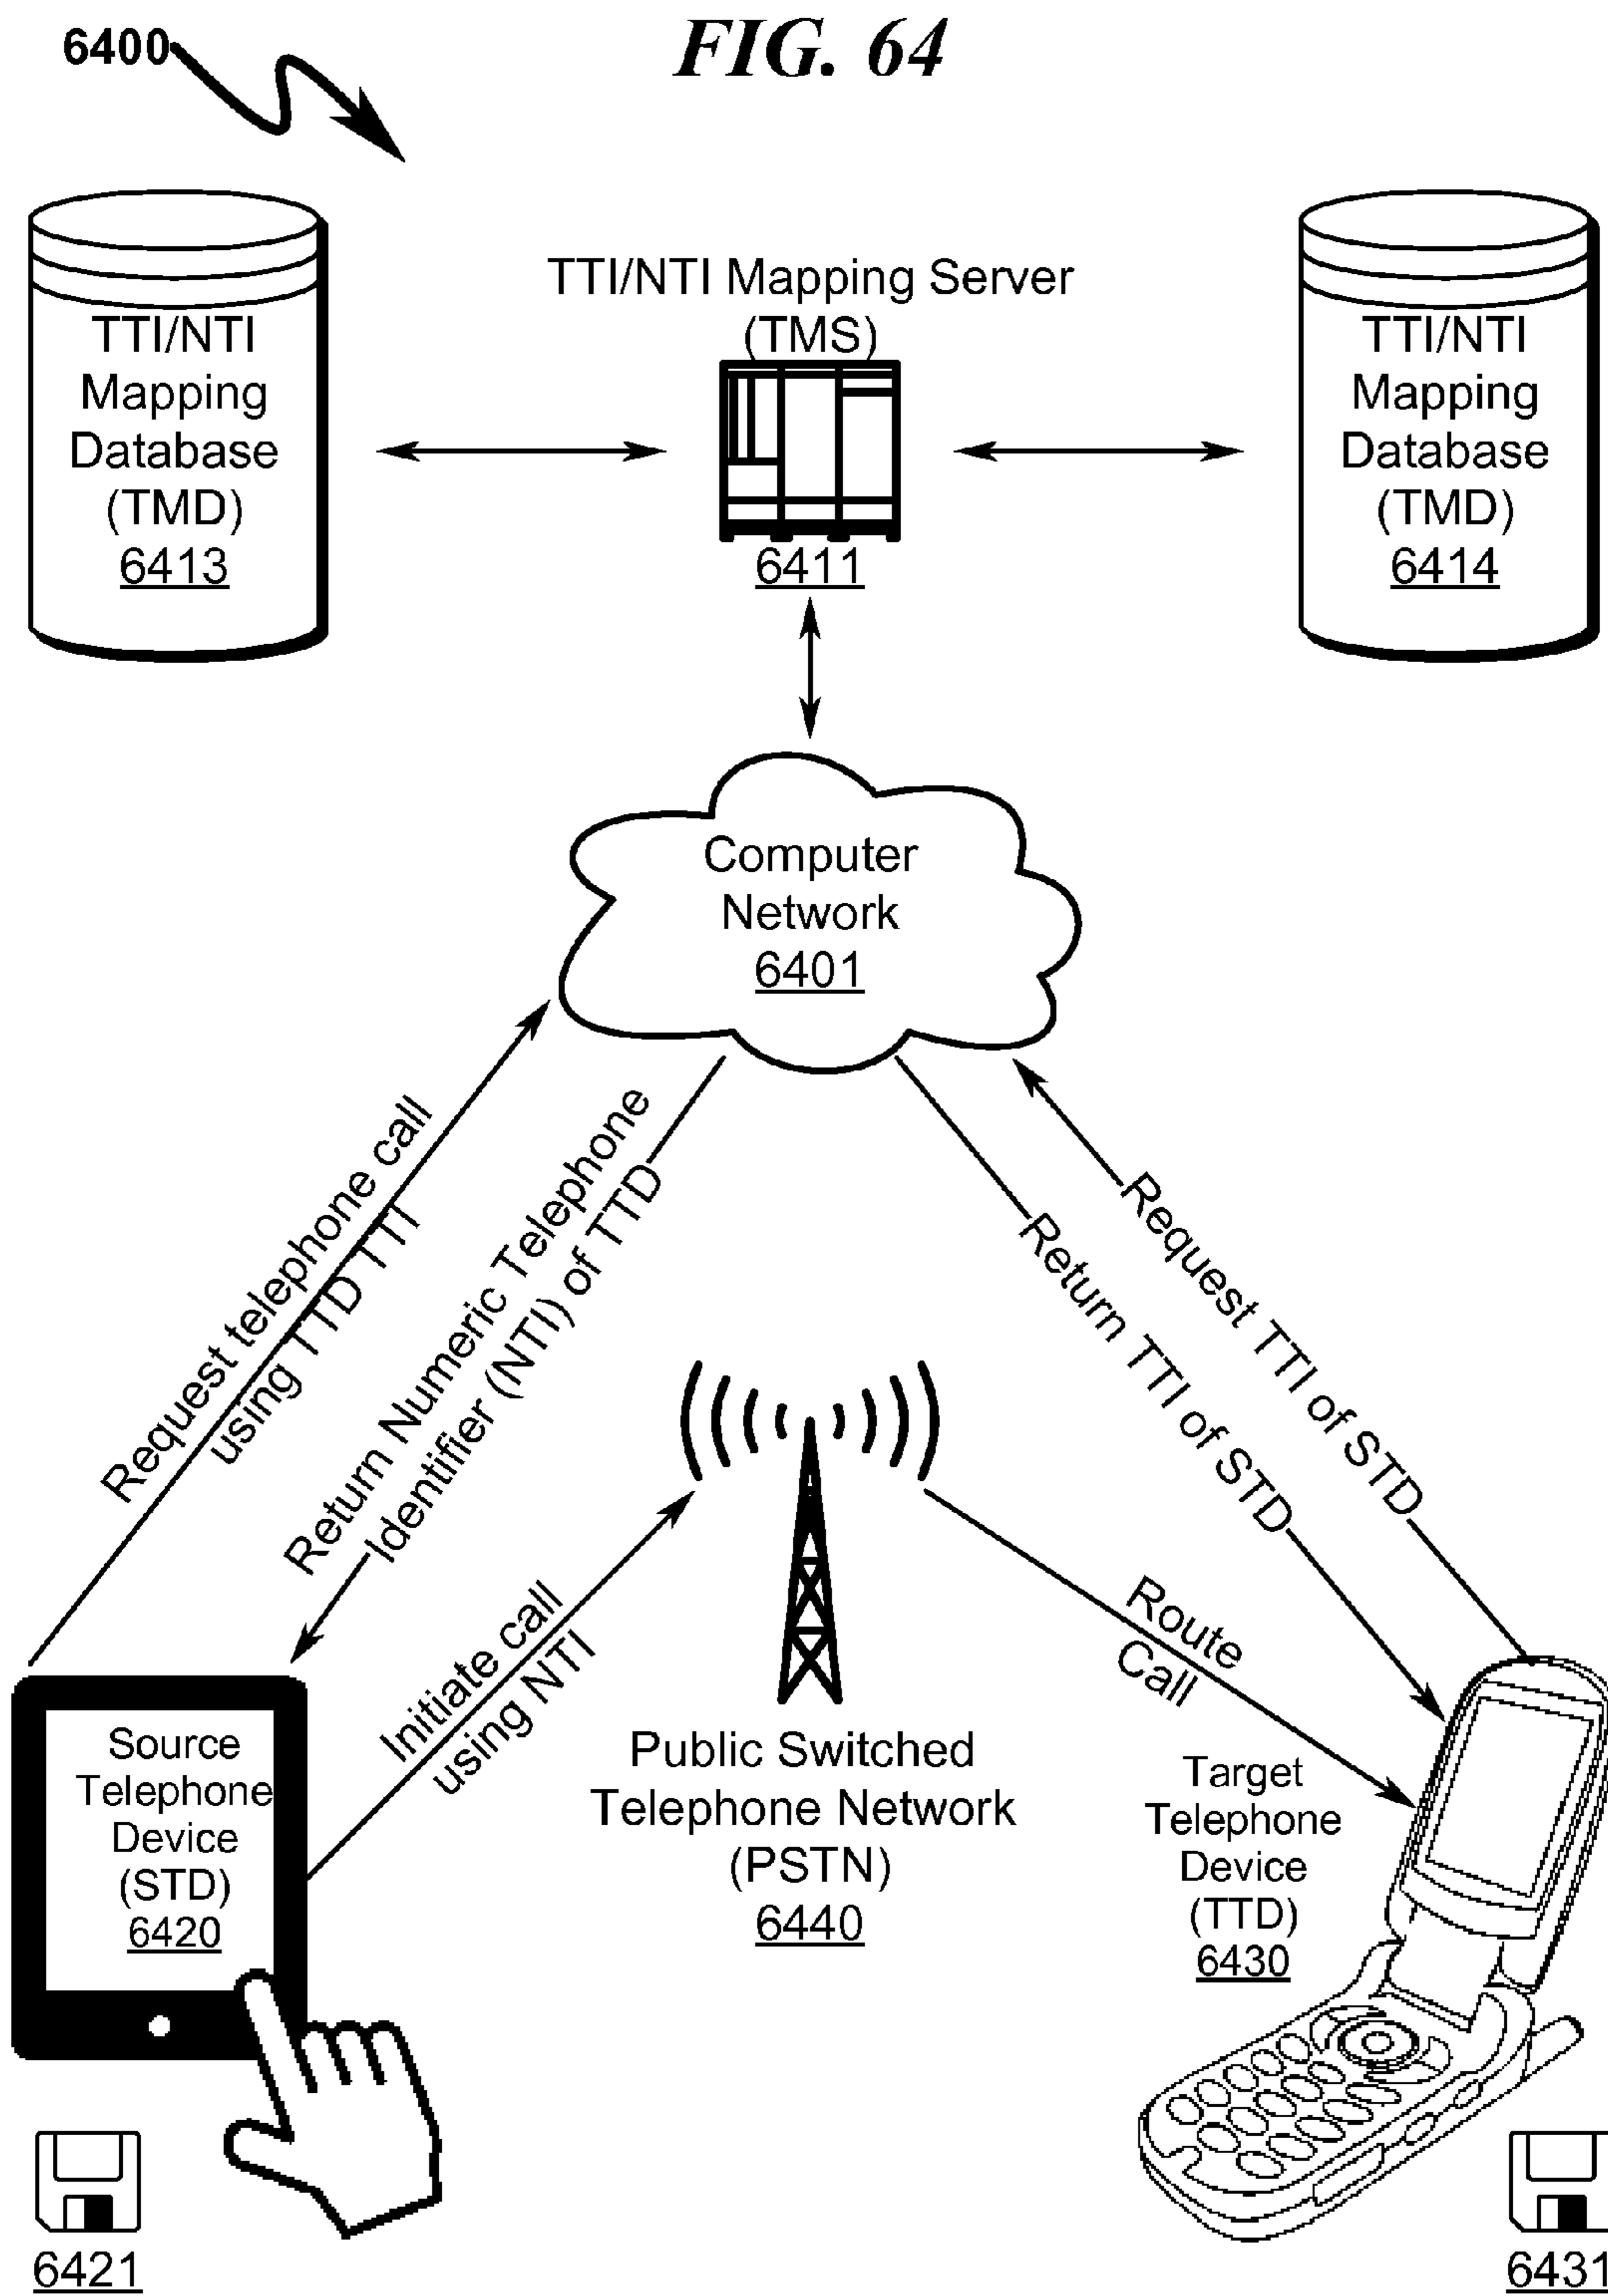 6400
FIG. 64
TTI/NTI
Mapping
Database
(TMD)
6413
TTI/NTI Mapping Server
(TMS)
6411
TTI/NTI
Mapping
Database
(TMD)
6414
Computer
Network
6401
Request telephone call
using TTD TTI
Return Numeric Telephone
Identifier (NTI) of TTD
Return TTI of STD
Request TTI of STD
Initiate call
using NTI
Route
Call
Source
Telephone
Device
(STD)
6420
Public Switched
Telephone Network
(PSTN)
6440
Target
Telephone
Device
(TTD)
6430
6421
6431